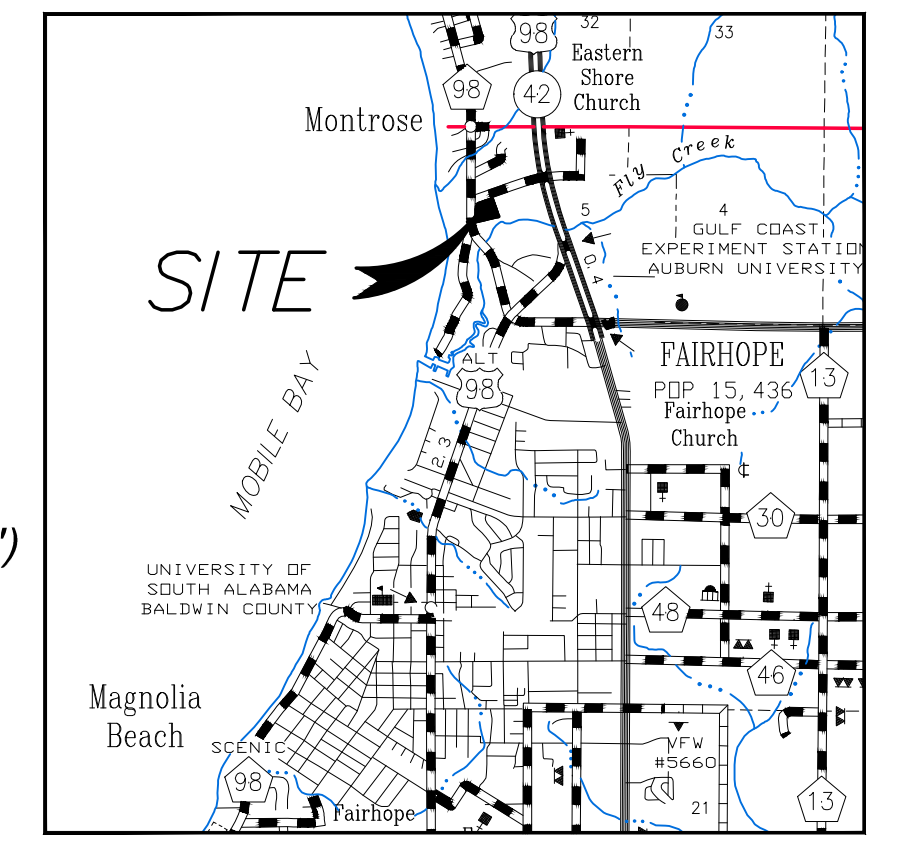 32
33
98
Eastern
Shore
Church
98
42
Montrose
Fly Creek
5
4
GULF COAST
EXPERIMENT STATION
AUBURN UNIVERSITY
0.4
SITE
ALT
98
FAIRHOPE
POP 15,436
13
Fairhope
Church
MOBILE BAY
2.3
30
')
UNIVERSITY OF
SOUTH ALABAMA
BALDWIN COUNTY
48
46
Magnolia
Beach
SCENIC
98
VFW
#5660
13
21
Fairhope